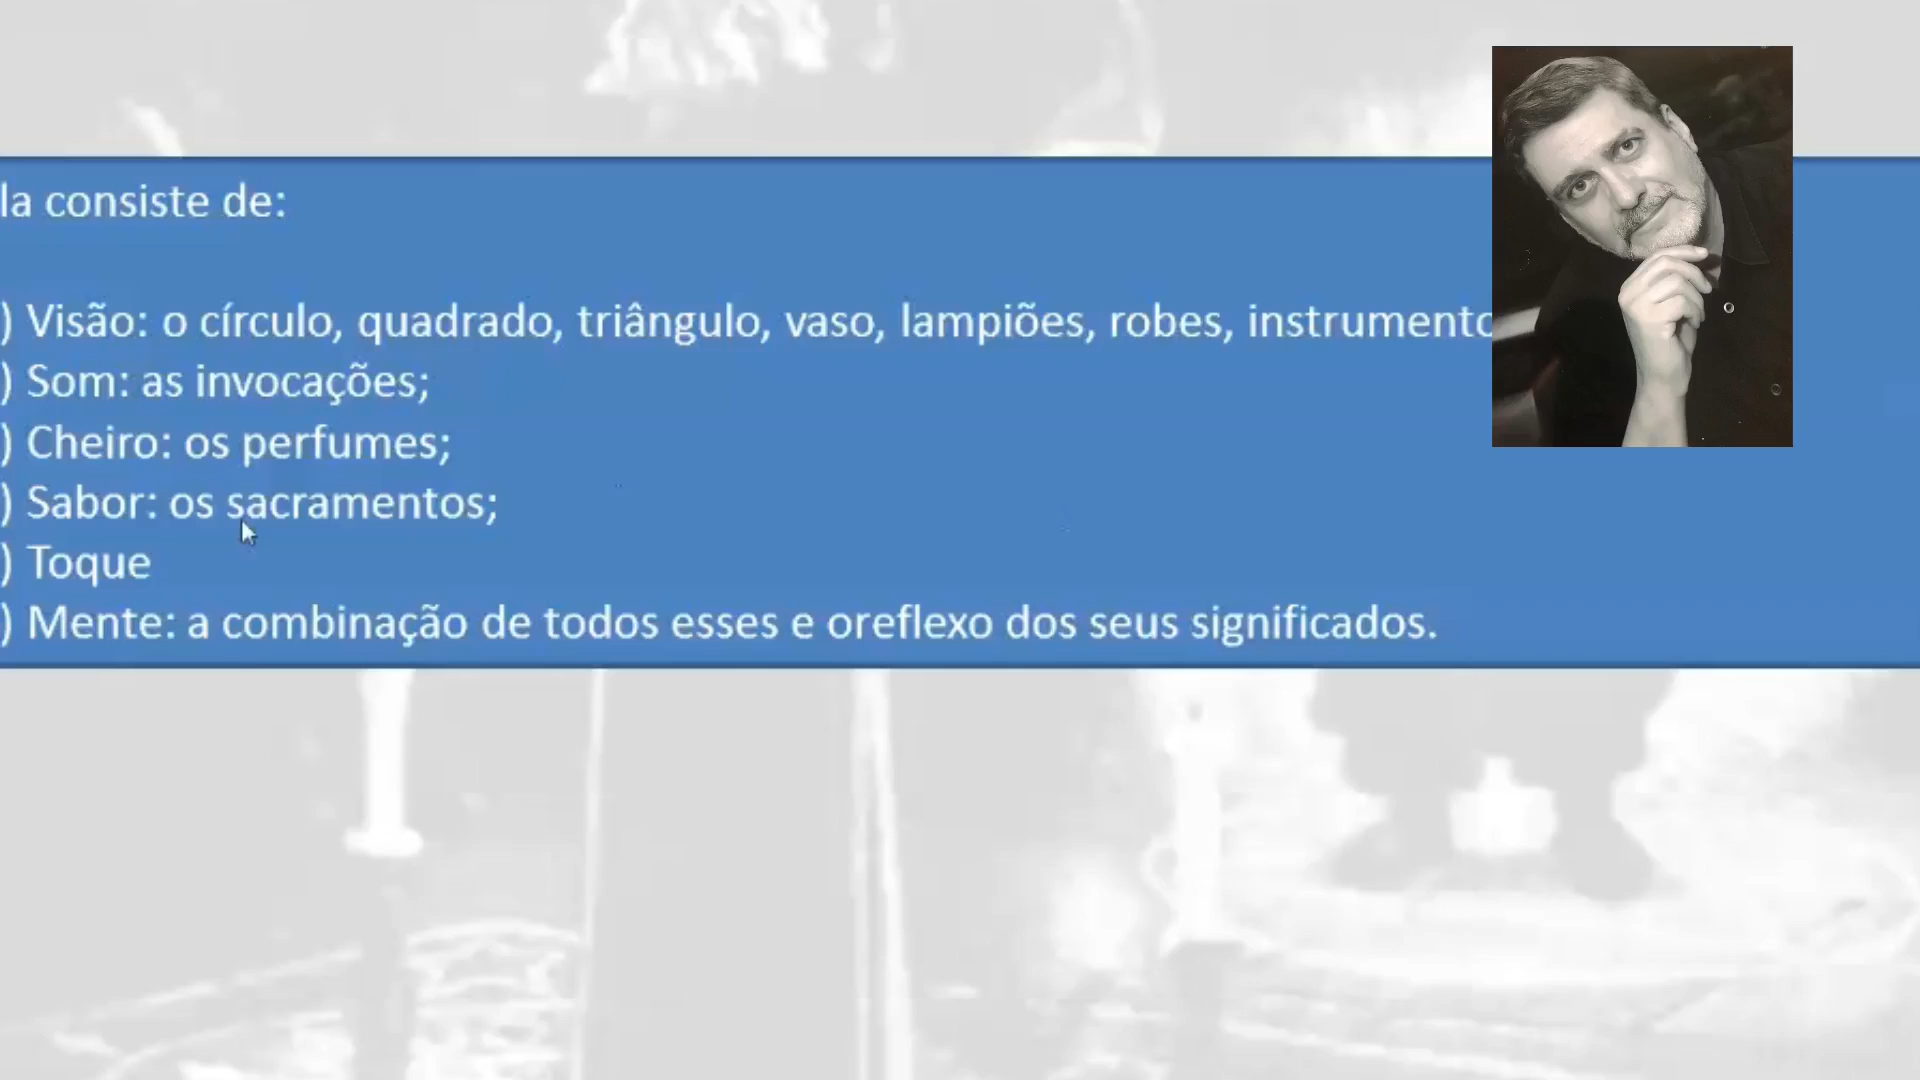 la consiste de:
) Visão: o círculo, quadrado, triângulo, vaso, lampiões, robes,
) Som: as invocações;
) Cheiro: os perfumes;
) Sabor: os sacramentos;
) Toque
) Mente: a combinação de todos esses e oreflexo dos seus significados.